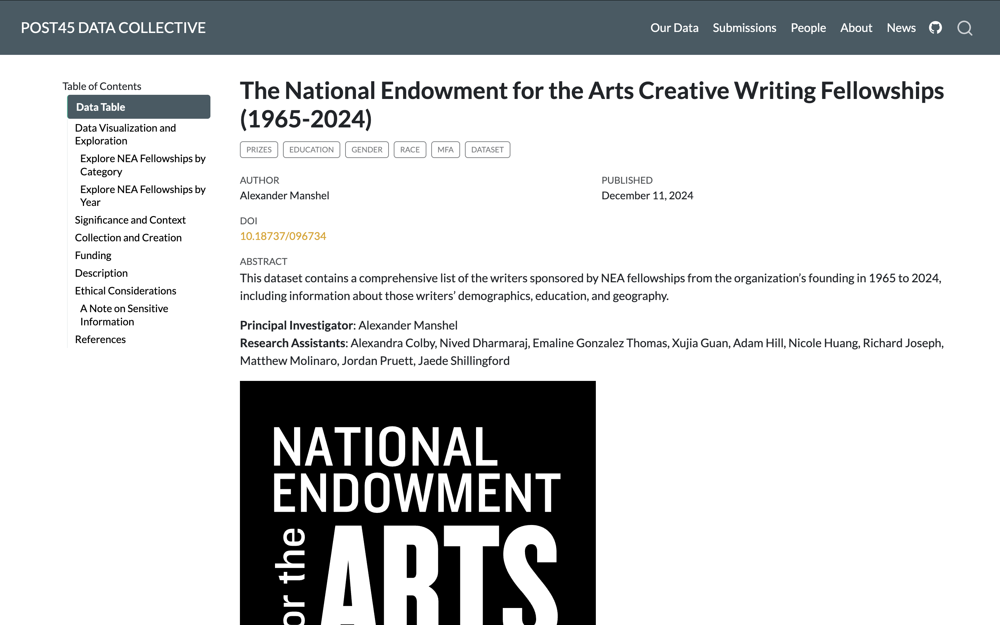 POST45 DATA COLLECTIVE
Our Data
Submissions
People
About
News
Table of Contents
Data Table
Data Visualization and
Exploration
Explore NEA Fellowships by
Category
Explore NEA Fellowships by
Year
Significance and Context
Collection and Creation
Funding
Description
Ethical Considerations
A Note on Sensitive
Information
References
The National Endowment for the Arts Creative Writing Fellowships
(1965-2024)
PRIZES
EDUCATION
GENDER
RACE
MFA
DATASET
AUTHOR
Alexander Manshel
PUBLISHED
December 11, 2024
DOI
10.18737/096734
ABSTRACT
This dataset contains a comprehensive list of the writers sponsored by NEA fellowships from the organization’s founding in 1965 to 2024,
including information about those writers’ demographics, education, and geography.
Principal Investigator: Alexander Manshel
Research Assistants: Alexandra Colby, Nived Dharmaraj, Emaline Gonzalez Thomas, Xujia Guan, Adam Hill, Nicole Huang, Richard Joseph,
Matthew Molinaro, Jordan Pruett, Jaede Shillingford
NATIONAL
ENDOWMENT
or the
ARTS